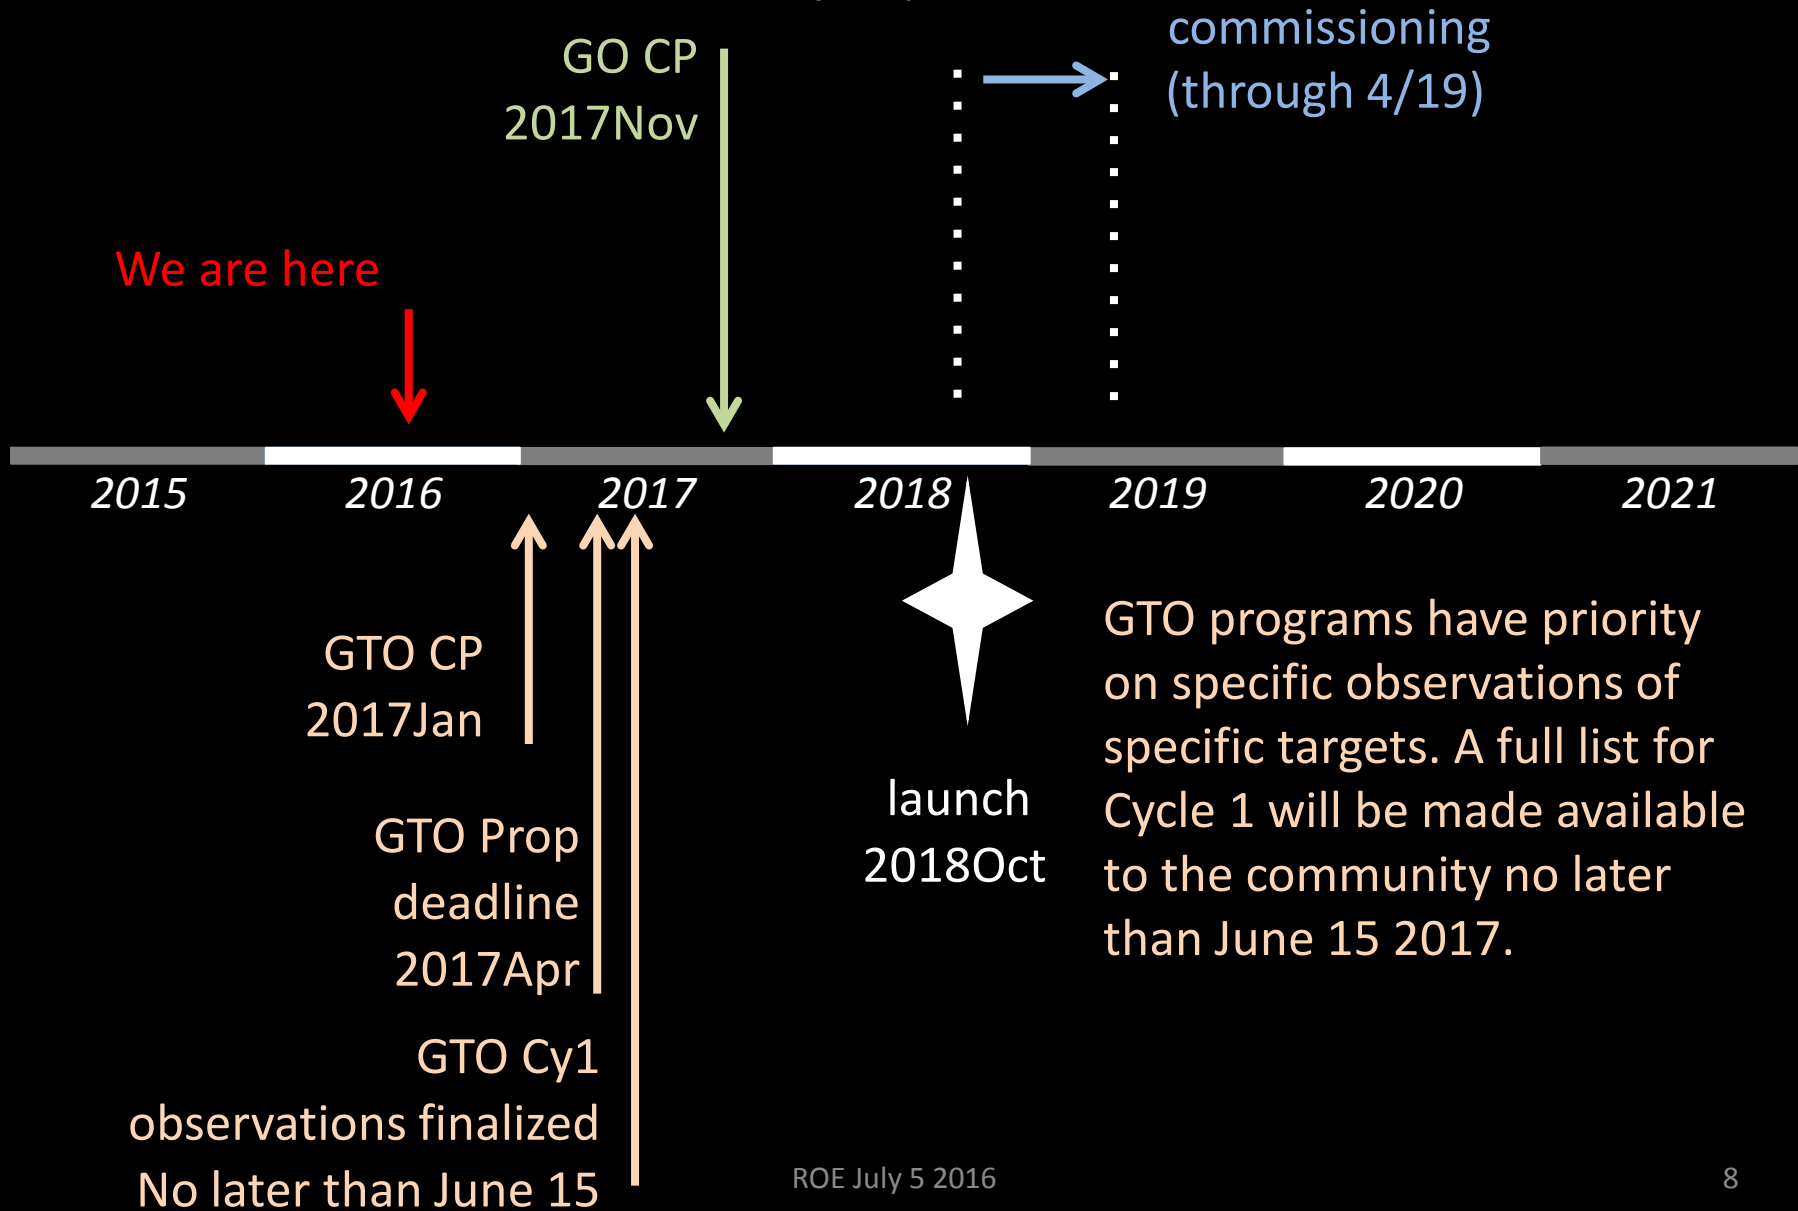 commissioning
(through 4/19)
GO CP
2017Nov
We are here
2015 2016 2017 2018 2019 2020 2021
GTO CP
2017Jan
GTO Prop
deadline
2017Apr
GTO Cy1
observations finalized
No later than June 15
launch
2018Oct
GTO programs have priority
on specific observations of
specific targets. A full list for
Cycle 1 will be made available
to the community no later
than June 15 2017.
ROE July 5 2016
8